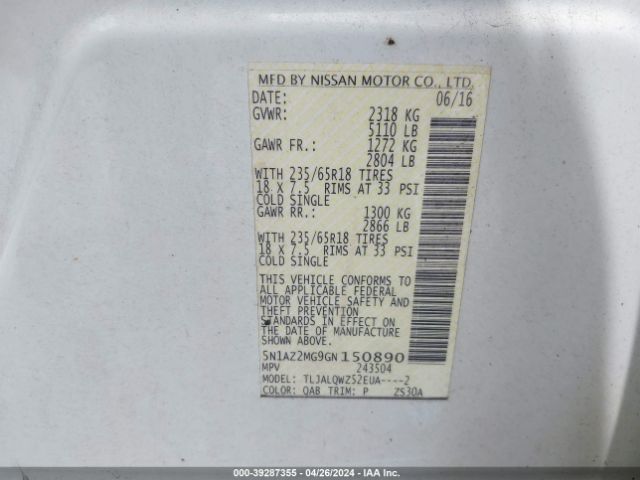 MFD BY NISSAN MOTOR CO., LTD.
DATE: 06/16
GVWR: 2318 KG
5110 LB
GAWR FR.: 1272 KG
2804 LB
WITH 235/65R18 TIRES
18 X 7.5 RIMS AT 33 PSI
COLD SINGLE
GAWR RR.: 1300 KG
2866 LB
WITH 235/65R18 TIRES
18 X 7.5 RIMS AT 33 PSI
COLD SINGLE
THIS VEHICLE CONFORMS TO
ALL APPLICABLE FEDERAL
MOTOR VEHICLE SAFETY AND
THEFT PREVENTION
STANDARDS IN EFFECT ON
THE DATE OF MANUFACTURE
SHOWN ABOVE.
5N1AZ2MG9GN150890
MPV 243504
MODEL: TLJALQWZ52EUA----2
COLOR: QAB TRIM: P ZS30A
000-39287355 - 04/26/2024 - IAA Inc.